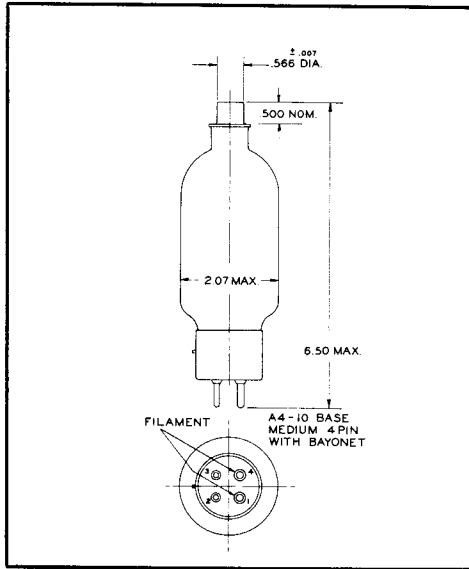 ± .007
.566 DIA.
.500 NOM.
2.07 MAX.
6.50 MAX.
A4-10 BASE
MEDIUM 4 PIN
WITH BAYONET
FILAMENT
3 4
2 1